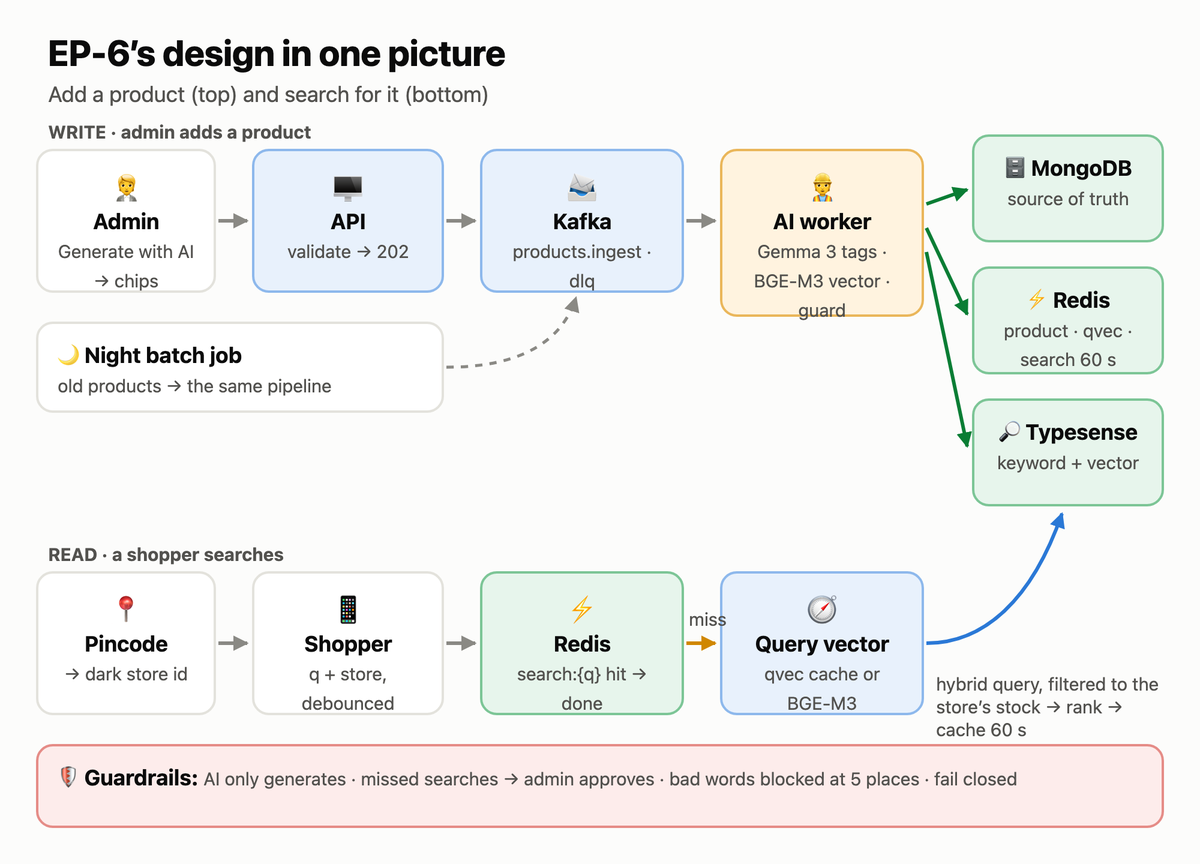 EP-6’s design in one picture
Add a product (top) and search for it (bottom)
WRITE · admin adds a product
Admin
Generate with AI
→ chips
API
validate → 202
Kafka
products.ingest ·
dlq
AI worker
Gemma 3 tags ·
BGE-M3 vector ·
guard
MongoDB
source of truth
Redis
product · qvec ·
search 60 s
Typesense
keyword + vector
Night batch job
old products → the same pipeline
READ · a shopper searches
Pincode
→ dark store id
Shopper
q + store,
debounced
Redis
search:{q} hit →
done
miss
Query vector
qvec cache or
BGE-M3
hybrid query, filtered to the
store’s stock → rank →
cache 60 s
Guardrails: AI only generates · missed searches → admin approves · bad words blocked at 5 places · fail closed